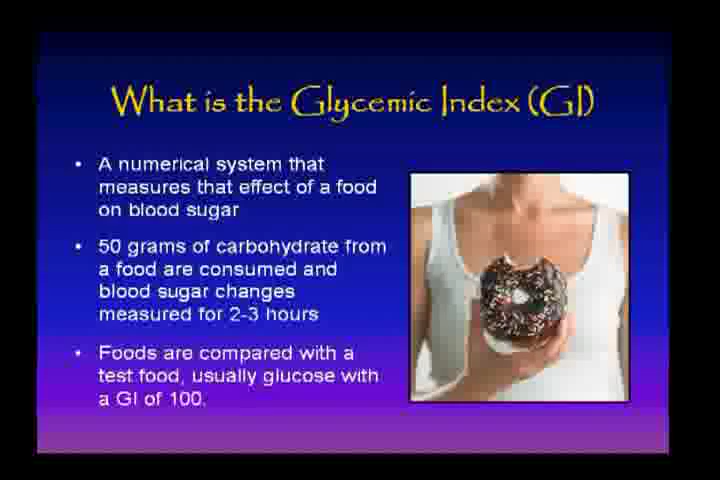 What is the Glycemic Index (GI)
• A numerical system that
measures that effect of a food
on blood sugar
• 50 grams of carbohydrate from
a food are consumed and
blood sugar changes
measured for 2-3 hours
• Foods are compared with a
test food, usually glucose with
a GI of 100.